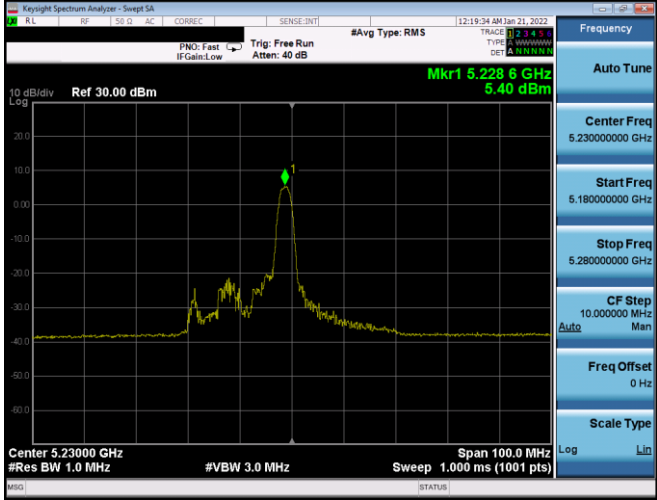 Keysight Spectrum Analyzer - Swept SA
RL RF 50 Ω AC CORREC SENSE:INT 12:19:34 AM Jan 21, 2022
#Avg Type: RMS
TRACE 1 2 3 4 5 6
TYPE A WWWWW
DET A N N N N N
PNO: Fast
IFGain:Low
Trig: Free Run
Atten: 40 dB
Mkr1 5.228 6 GHz
5.40 dBm
10 dB/div Ref 30.00 dBm
Log
20.0
10.0
0.00
-10.0
-20.0
-30.0
-40.0
-50.0
-60.0
1
Center 5.23000 GHz Span 100.0 MHz
#Res BW 1.0 MHz #VBW 3.0 MHz Sweep 1.000 ms (1001 pts)
MSG STATUS
Frequency
Auto Tune
Center Freq
5.230000000 GHz
Start Freq
5.180000000 GHz
Stop Freq
5.280000000 GHz
CF Step
10.000000 MHz
Auto Man
Freq Offset
0 Hz
Scale Type
Log Lin